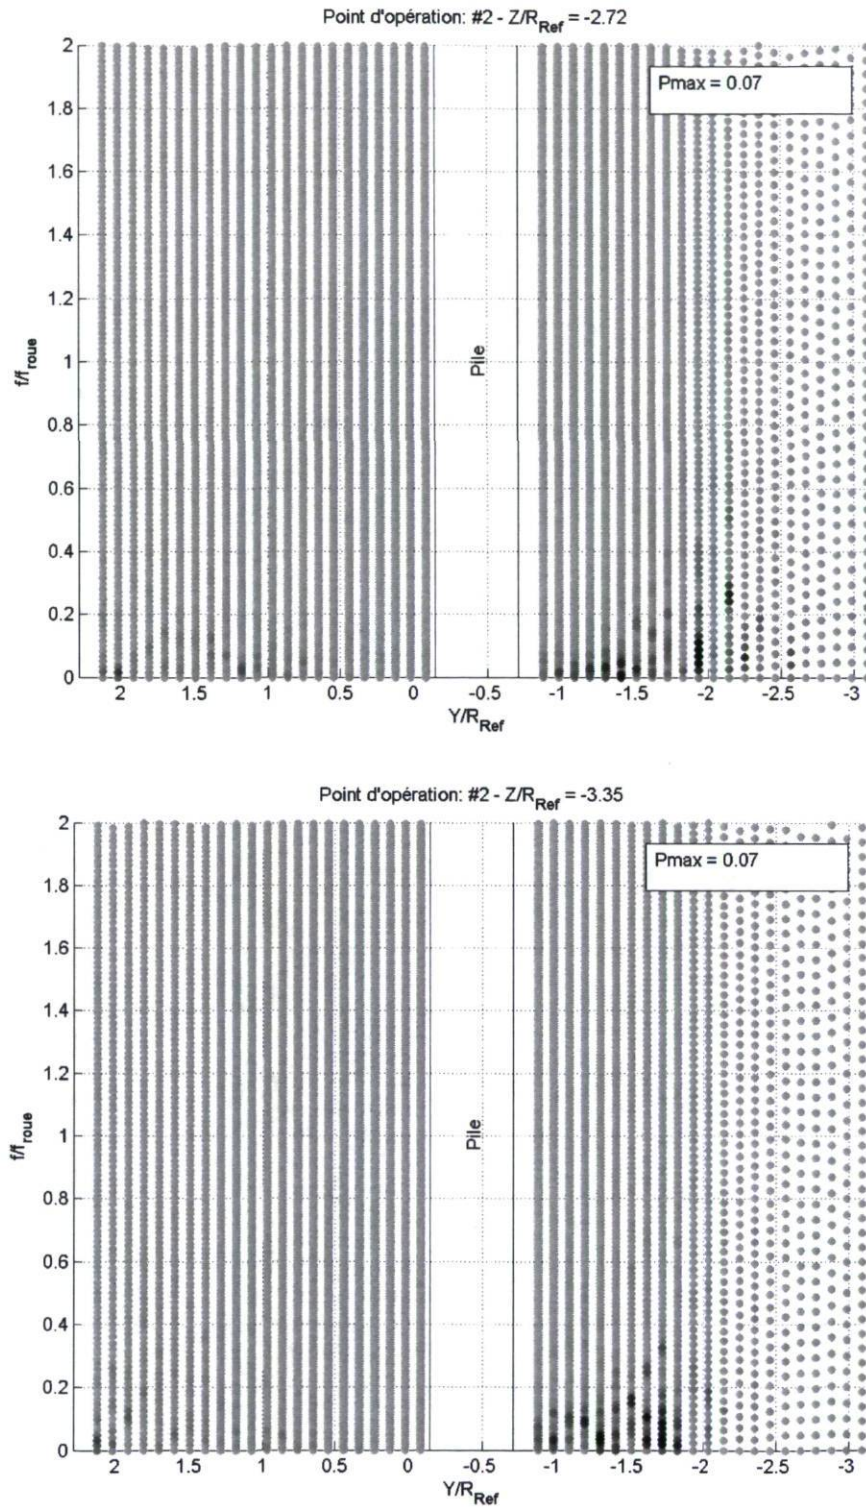 Point d'opération: #2 - Z/R_Ref = -2.72
2
Pmax = 0.07
1.8
1.6
1.4
1.2
f/f_roue
1
Pile
0.8
0.6
0.4
0.2
0
2 1.5 1 0.5 0 -0.5 -1 -1.5 -2 -2.5 -3
Y/R_Ref
Point d'opération: #2 - Z/R_Ref = -3.35
2
Pmax = 0.07
1.8
1.6
1.4
1.2
f/f_roue
1
Pile
0.8
0.6
0.4
0.2
0
2 1.5 1 0.5 0 -0.5 -1 -1.5 -2 -2.5 -3
Y/R_Ref